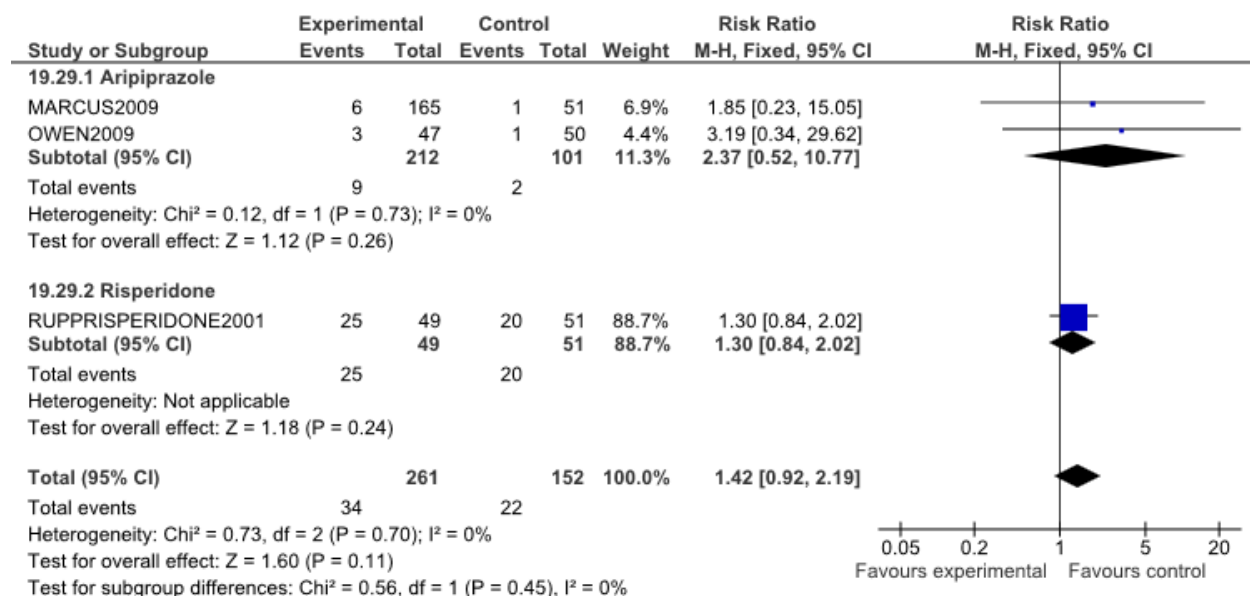 Experimental Control Risk Ratio Risk Ratio
Study or Subgroup Events Total Events Total Weight M-H, Fixed, 95% CI M-H, Fixed, 95% CI
19.29.1 Aripiprazole
MARCUS2009 6 165 1 51 6.9% 1.85 [0.23, 15.05]
OWEN2009 3 47 1 50 4.4% 3.19 [0.34, 29.62]
Subtotal (95% CI) 212 101 11.3% 2.37 [0.52, 10.77]
Total events 9 2
Heterogeneity: Chi² = 0.12, df = 1 (P = 0.73); I² = 0%
Test for overall effect: Z = 1.12 (P = 0.26)
19.29.2 Risperidone
RUPPRISPERIDONE2001 25 49 20 51 88.7% 1.30 [0.84, 2.02]
Subtotal (95% CI) 49 51 88.7% 1.30 [0.84, 2.02]
Total events 25 20
Heterogeneity: Not applicable
Test for overall effect: Z = 1.18 (P = 0.24)
Total (95% CI) 261 152 100.0% 1.42 [0.92, 2.19]
Total events 34 22
Heterogeneity: Chi² = 0.73, df = 2 (P = 0.70); I² = 0%
Test for overall effect: Z = 1.60 (P = 0.11)
Test for subgroup differences: Chi² = 0.56, df = 1 (P = 0.45), I² = 0%
0.05 0.2 1 5 20
Favours experimental Favours control